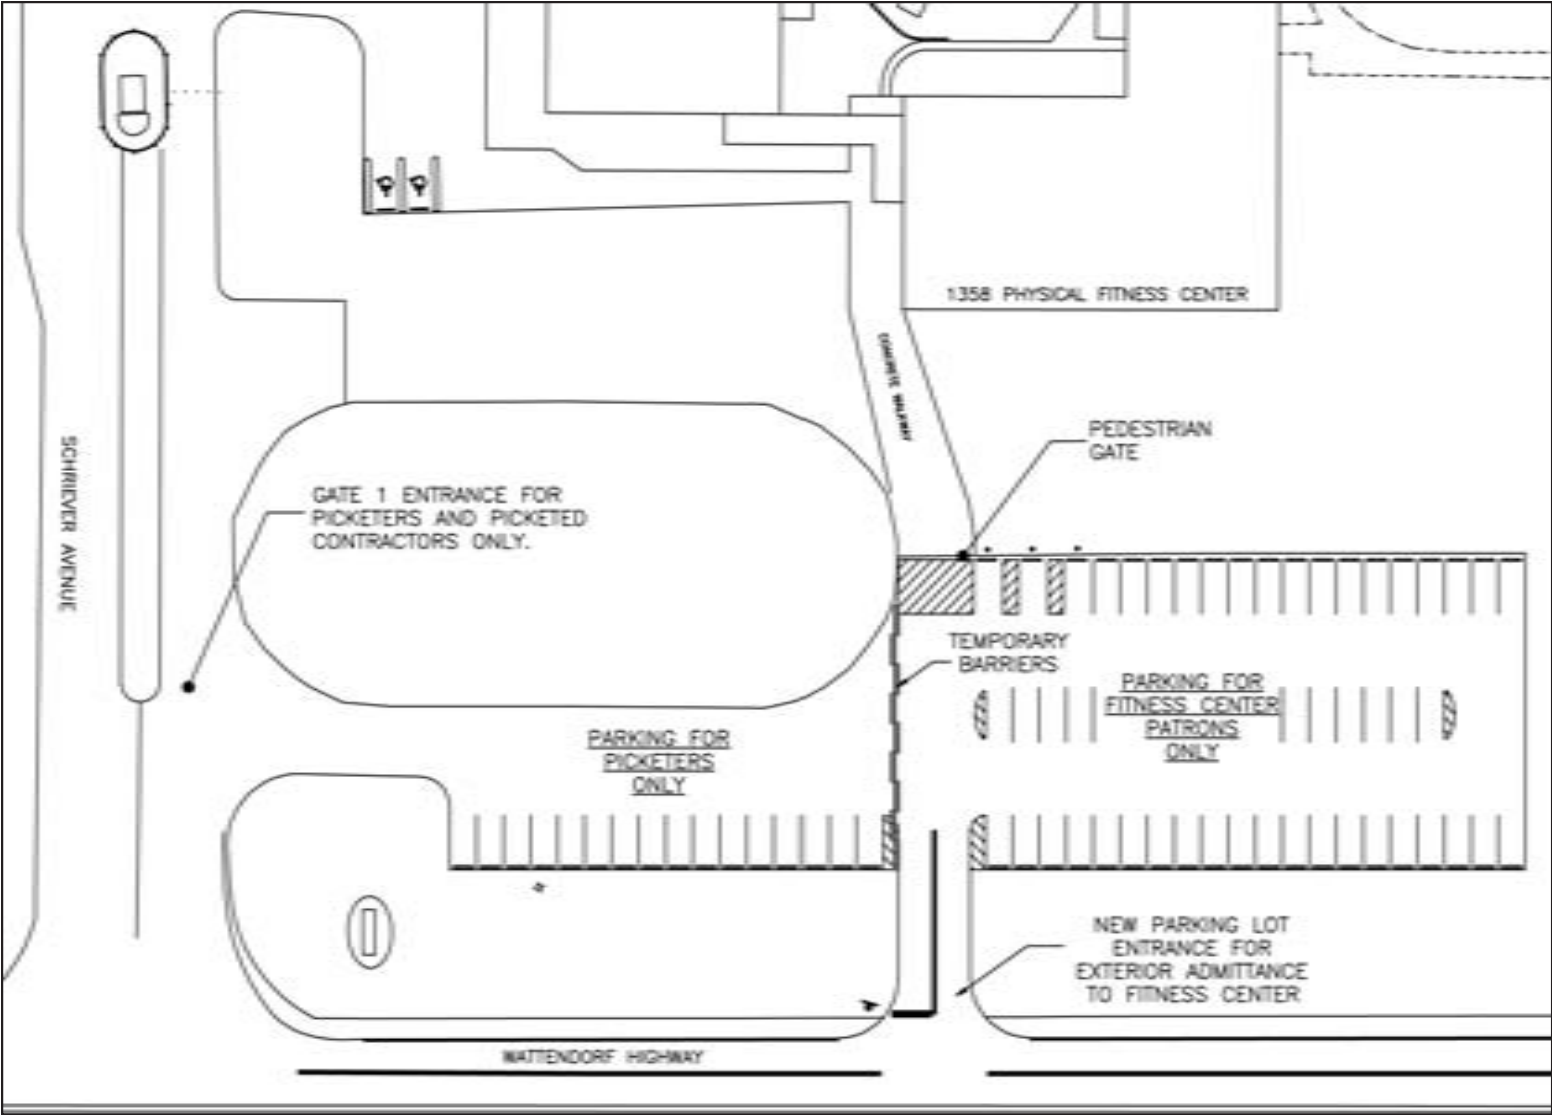 1358 PHYSICAL FITNESS CENTER
CONCRETE WALKWAY
PEDESTRIAN
GATE
SCHRIEVER AVENUE
GATE 1 ENTRANCE FOR
PICKETERS AND PICKETED
CONTRACTORS ONLY.
TEMPORARY
BARRIERS
PARKING FOR
FITNESS CENTER
PATRONS
ONLY
PARKING FOR
PICKETERS
ONLY
NEW PARKING LOT
ENTRANCE FOR
EXTERIOR ADMITTANCE
TO FITNESS CENTER
WATTENDORF HIGHWAY